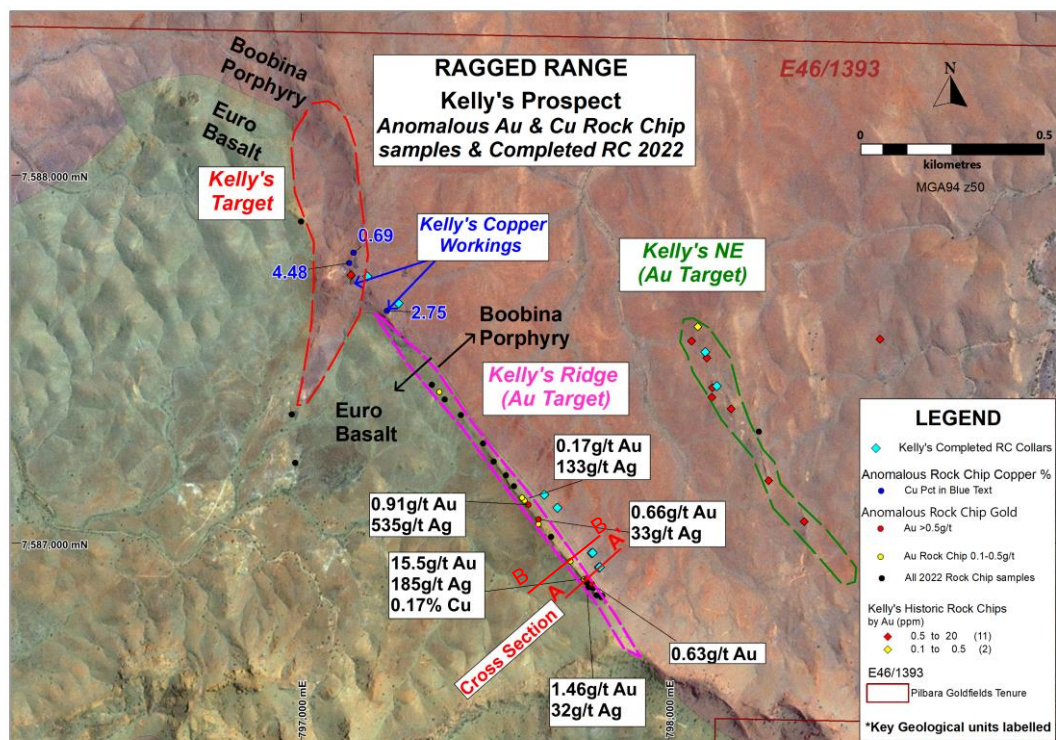 RAGGED RANGE
Kelly's Prospect
Anomalous Au & Cu Rock Chip
samples & Completed RC 2022
E46/1393
N
0
0.5
kilometres
MGA94 z50
Boobina
Porphyry
Euro
Basalt
7,588,000 mN
Kelly's
Target
Kelly's Copper
Workings
0.69
4.48
2.75
Kelly's NE
(Au Target)
Boobina
Porphyry
Kelly's Ridge
(Au Target)
Euro
Basalt
0.17g/t Au
133g/t Ag
0.91g/t Au
535g/t Ag
0.66g/t Au
33g/t Ag
7,587,000 mN
B
A
B
A
15.5g/t Au
185g/t Ag
0.17% Cu
Cross Section
0.63g/t Au
1.46g/t Au
32g/t Ag
797,000 mE
798,000 mE
LEGEND
Kelly's Completed RC Collars
Anomalous Rock Chip Copper %
Cu Pct in Blue Text
Anomalous Rock Chip Gold
Au >0.5g/t
Au Rock Chip 0.1-0.5g/t
All 2022 Rock Chip samples
Kelly's Historic Rock Chips
by Au (ppm)
0.5 to 20 (11)
0.1 to 0.5 (2)
E46/1393
Pilbara Goldfields Tenure
*Key Geological units labelled